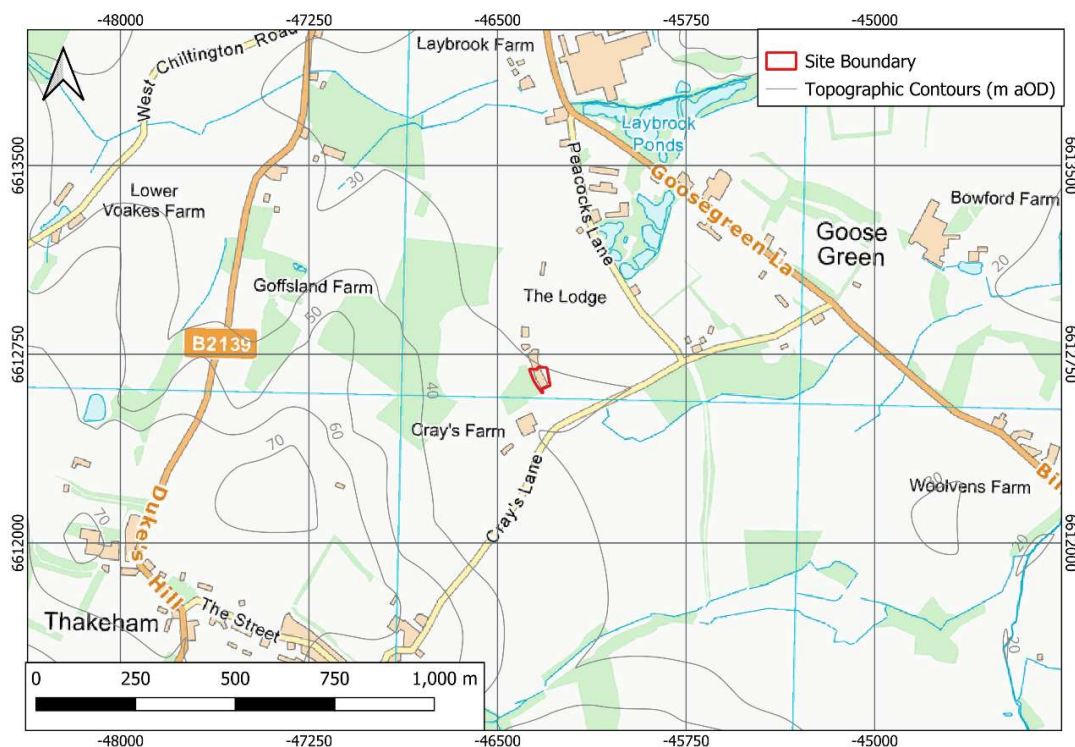 -48000
-47250
-46500
-45750
-45000
West Chiltington Road
Laybrook Farm
Site Boundary
Topographic Contours (m aOD)
Laybrook
Ponds
6613500
6613500
30
Peacocks Lane
Goosegreen La
Lower
Voakes Farm
Bowford Farm
Goose
Green
20
Goffsland Farm
The Lodge
50
B2139
6612750
6612750
40
Cray's Farm
70
60
Cray's Lane
Woolvens Farm
Duke's Hill
70
20
6612000
6612000
20
The Street
Thakeham
20
0
250
500
750
1,000 m
-48000
-47250
-46500
-45750
-45000